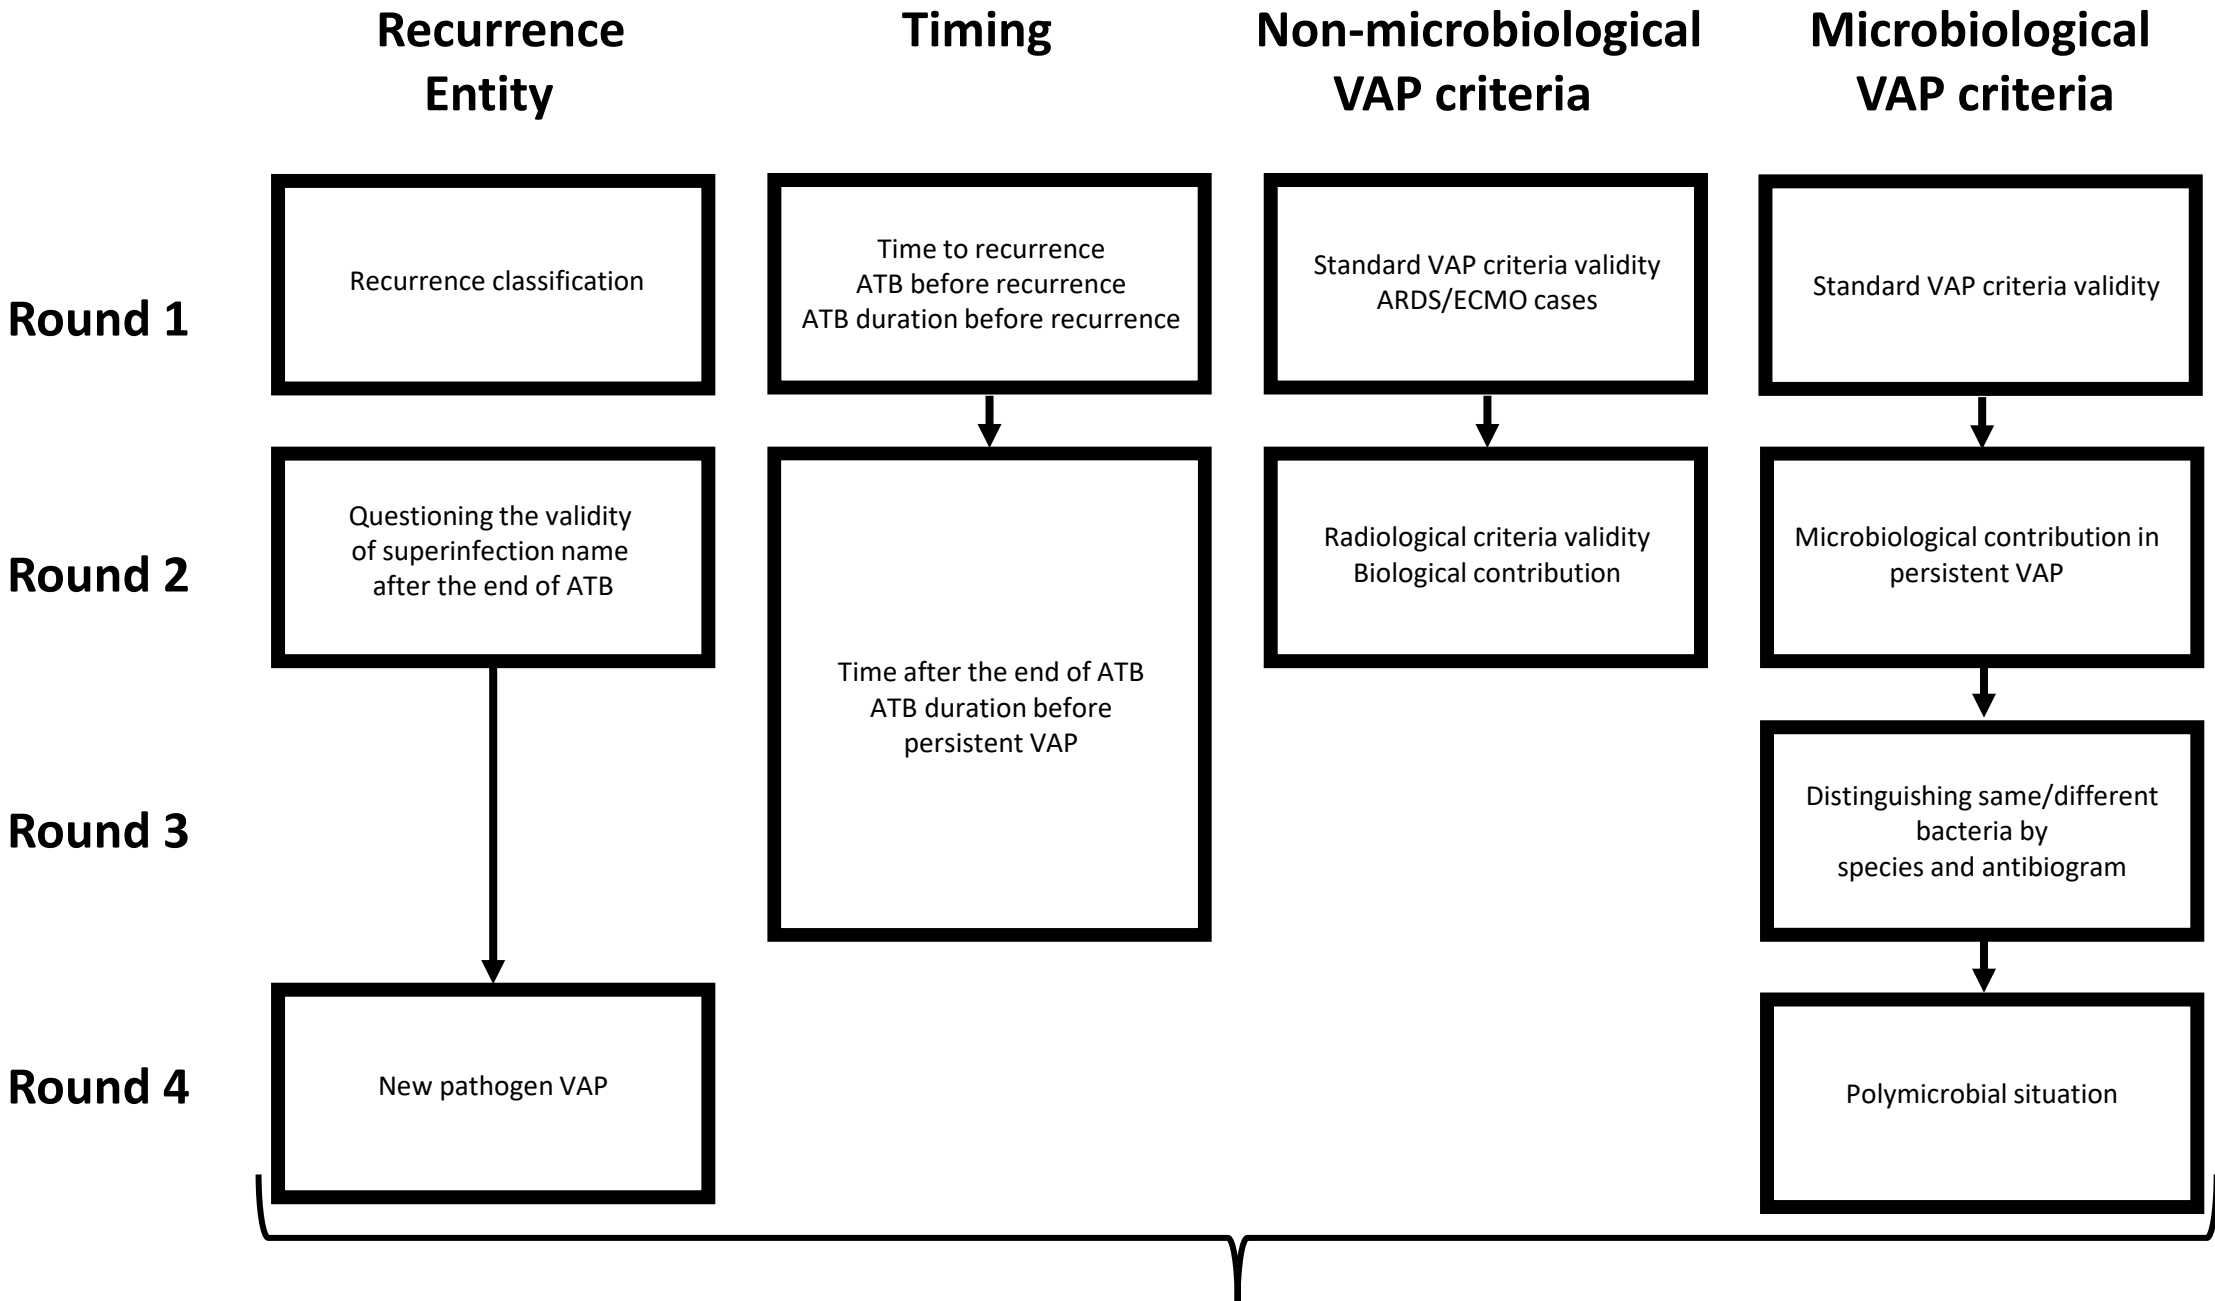 Recurrence
Entity
Timing
Non-microbiological
VAP criteria
Microbiological
VAP criteria
Round 1
Recurrence classification
Time to recurrence
ATB before recurrence
ATB duration before recurrence
Standard VAP criteria validity
ARDS/ECMO cases
Standard VAP criteria validity
Round 2
Questioning the validity
of superinfection name
after the end of ATB
Time after the end of ATB
ATB duration before
persistent VAP
Radiological criteria validity
Biological contribution
Microbiological contribution in
persistent VAP
Round 3
Distinguishing same/different
bacteria by
species and antibiogram
Round 4
New pathogen VAP
Polymicrobial situation